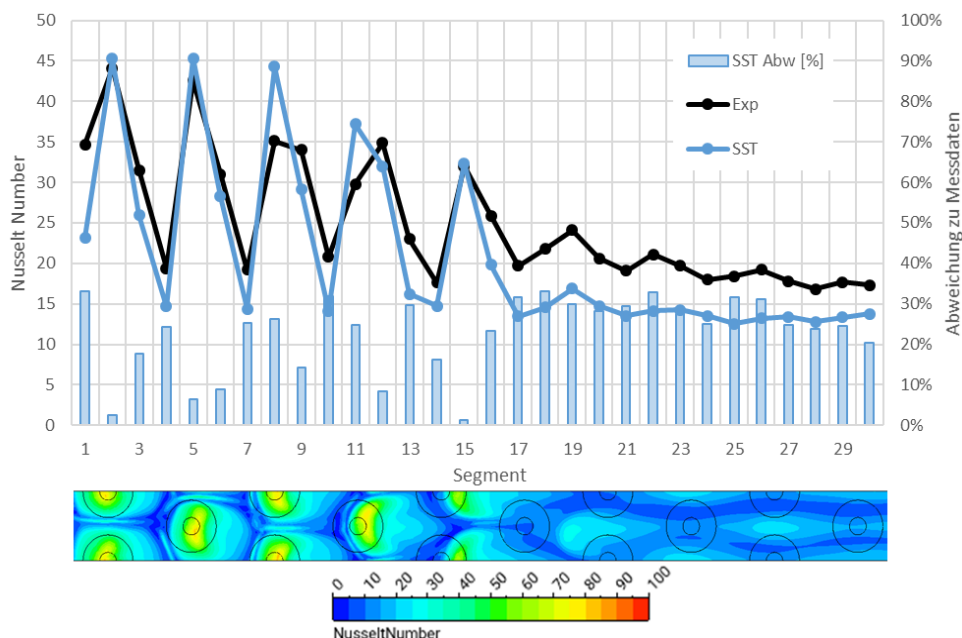 50
45
40
35
30
25
20
15
10
5
0
Nusselt Number
100%
90%
80%
70%
60%
50%
40%
30%
20%
10%
0%
Abweichung zu Messdaten
SST Abw [%]
Exp
SST
1 3 5 7 9 11 13 15 17 19 21 23 25 27 29
Segment
0 10 20 30 40 50 60 70 80 90 100
NusseltNumber